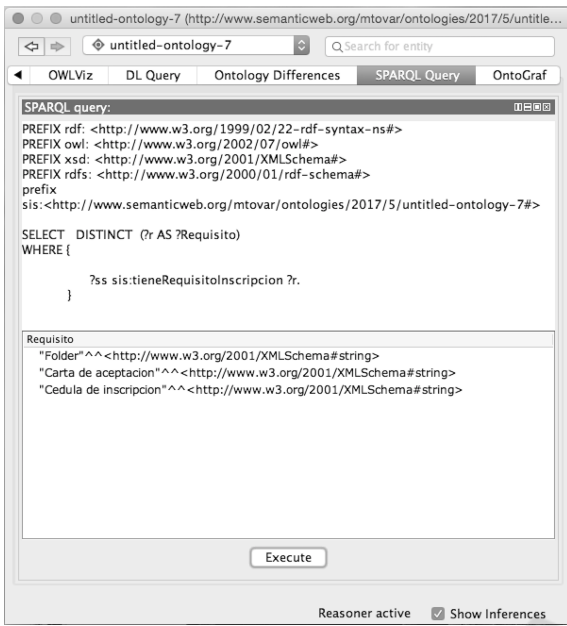 untitled-ontology-7 (http://www.semanticweb.org/mtovar/ontologies/2017/5/untitle...
untitled-ontology-7
Search for entity
OWLViz DL Query Ontology Differences SPARQL Query OntoGraf
SPARQL query:
PREFIX rdf: <http://www.w3.org/1999/02/22-rdf-syntax-ns#>
PREFIX owl: <http://www.w3.org/2002/07/owl#>
PREFIX xsd: <http://www.w3.org/2001/XMLSchema#>
PREFIX rdfs: <http://www.w3.org/2000/01/rdf-schema#>
prefix
sis:<http://www.semanticweb.org/mtovar/ontologies/2017/5/untitled-ontology-7#>
SELECT DISTINCT (?r AS ?Requisito)
WHERE {
?ss sis:tieneRequisitoInscripcion ?r.
}
Requisito
"Folder"^^<http://www.w3.org/2001/XMLSchema#string>
"Carta de aceptacion"^^<http://www.w3.org/2001/XMLSchema#string>
"Cedula de inscripcion"^^<http://www.w3.org/2001/XMLSchema#string>
Execute
Reasoner active Show Inferences